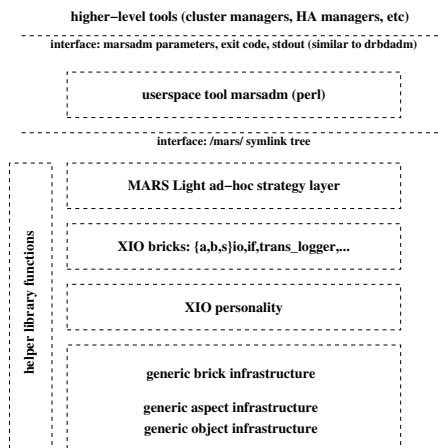 higher−level tools (cluster managers, HA managers, etc)
interface: marsadm parameters, exit code, stdout (similar to drbdadm)
userspace tool marsadm (perl)
interface: /mars/ symlink tree
MARS Light ad−hoc strategy layer
XIO bricks: {a,b,s}io,if,trans_logger,...
XIO personality
helper library functions
generic brick infrastructure
generic aspect infrastructure
generic object infrastructure